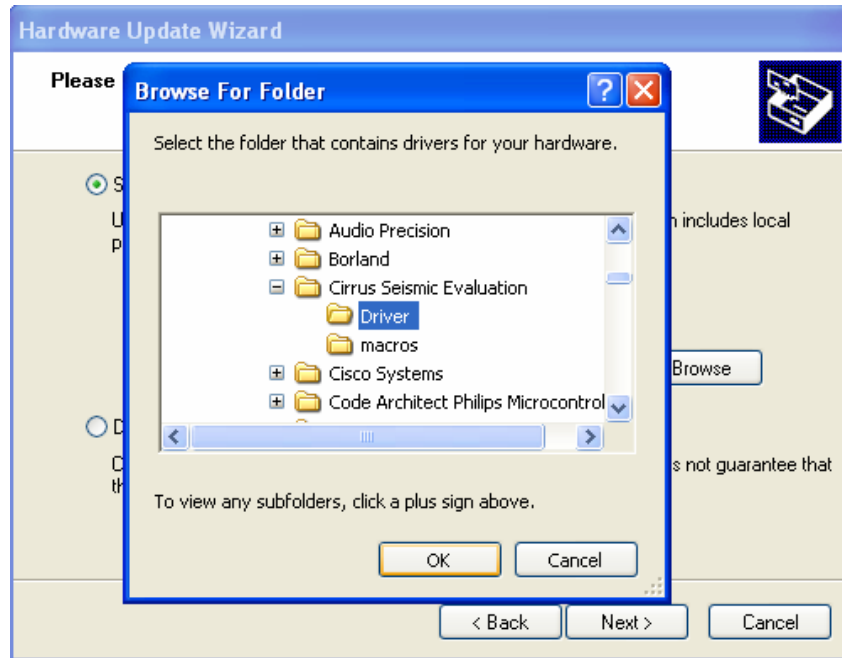 Hardware Update Wizard
Please
Browse For Folder
Select the folder that contains drivers for your hardware.
S
U
n includes local
p
Audio Precision
Borland
Cirrus Seismic Evaluation
Driver
macros
Cisco Systems
Code Architect Philips Microcontrol
Browse
D
C
s not guarantee that
th
To view any subfolders, click a plus sign above.
OK
Cancel
< Back
Next >
Cancel